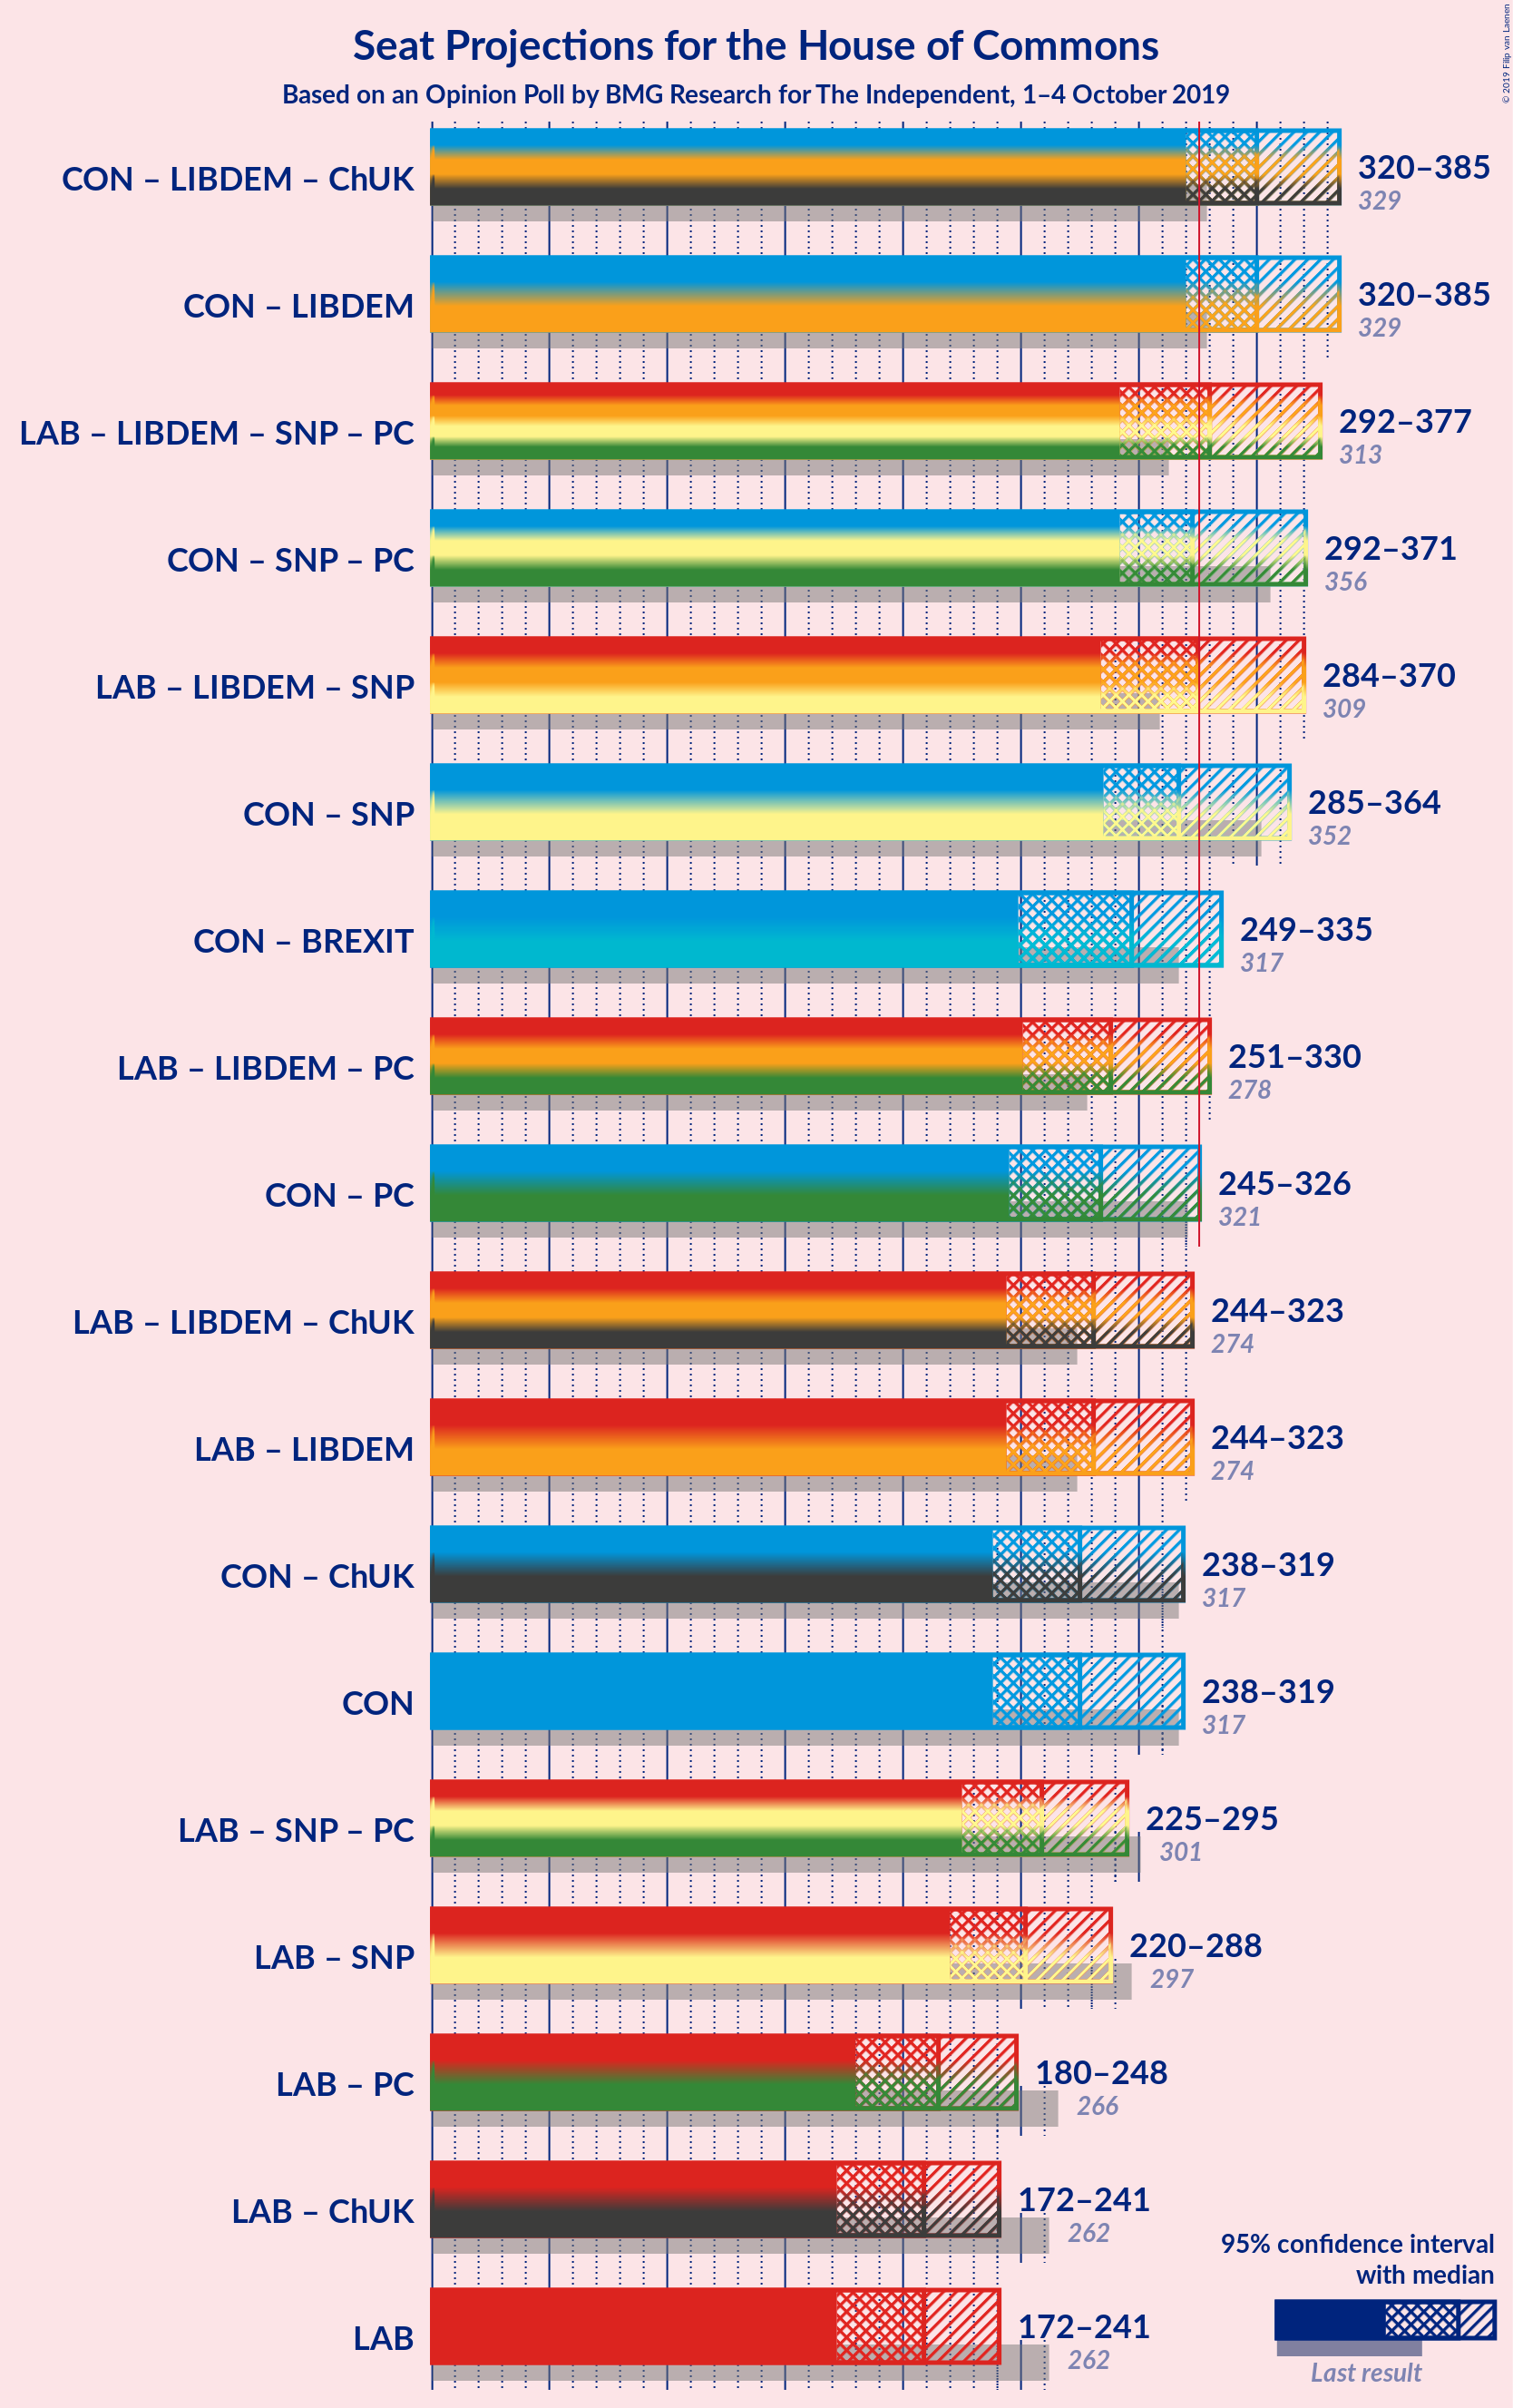 Seat Projections for the House of Commons
Based on an Opinion Poll by BMG Research for The Independent, 1–4 October 2019
© 2019 Filip van Laenen
CON – LIBDEM – ChUK
320–385
329
CON – LIBDEM
320–385
329
LAB – LIBDEM – SNP – PC
292–377
313
CON – SNP – PC
292–371
356
LAB – LIBDEM – SNP
284–370
309
CON – SNP
285–364
352
CON – BREXIT
249–335
317
LAB – LIBDEM – PC
251–330
278
CON – PC
245–326
321
LAB – LIBDEM – ChUK
244–323
274
LAB – LIBDEM
244–323
274
CON – ChUK
238–319
317
CON
238–319
317
LAB – SNP – PC
225–295
301
LAB – SNP
220–288
297
LAB – PC
180–248
266
LAB – ChUK
172–241
262
LAB
172–241
262
95% confidence interval
with median
Last result